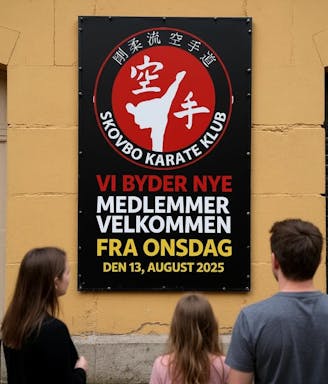 剛柔流空手道
空
手
SKOVBO KARATE KLUB
VI BYDER NYE
MEDLEMMER
VELKOMMEN
FRA ONSDAG
DEN 13, AUGUST 2025